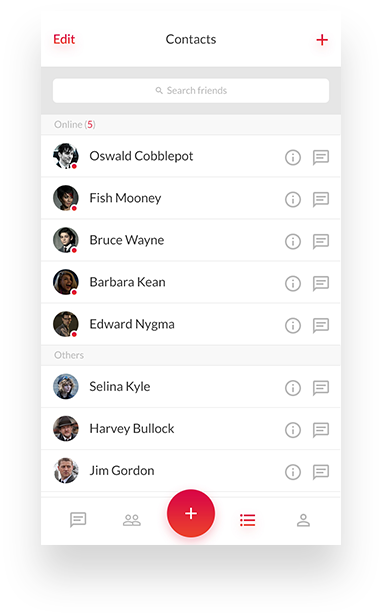 Edit Contacts +
Search friends
Online (5)
Oswald Cobblepot
Fish Mooney
Bruce Wayne
Barbara Kean
Edward Nygma
Others
Selina Kyle
Harvey Bullock
Jim Gordon
+